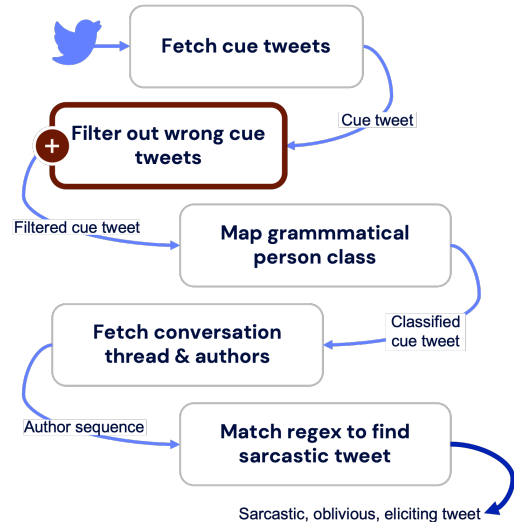 Fetch cue tweets
Cue tweet
Filter out wrong cue
tweets
Filtered cue tweet
Map grammmatical
person class
Classified
cue tweet
Fetch conversation
thread & authors
Author sequence
Match regex to find
sarcastic tweet
Sarcastic, oblivious, eliciting tweet